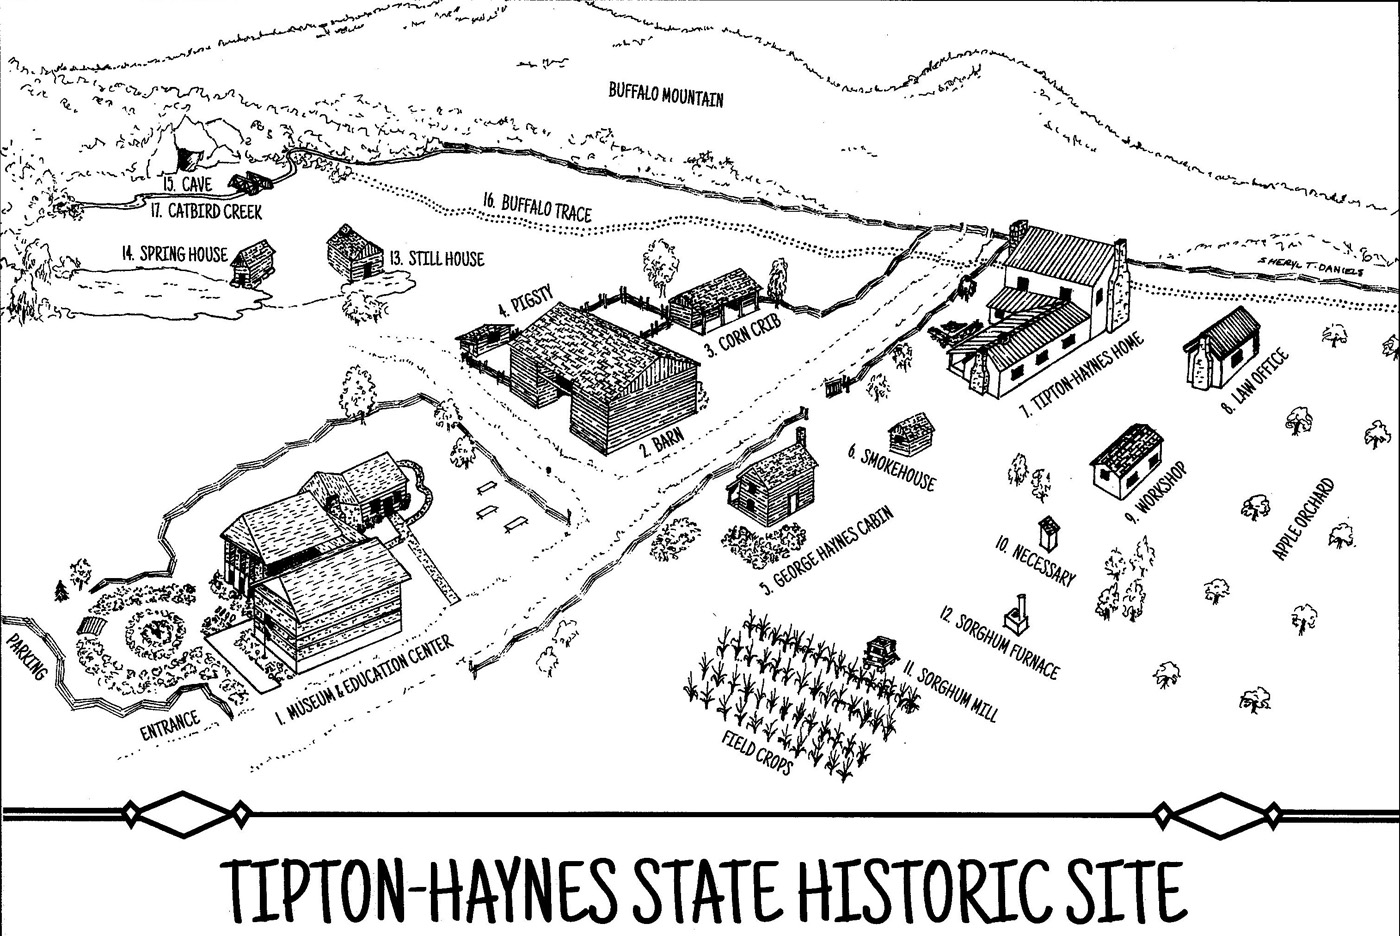 BUFFALO MOUNTAIN
15. CAVE
17. CATBIRD CREEK
16. BUFFALO TRACE
14. SPRING HOUSE
13. STILL HOUSE
SHERYL T. DANIELS
4. PIGSTY
3. CORN CRIB
2. BARN
7. TIPTON-HAYNES HOME
8. LAW OFFICE
6. SMOKEHOUSE
9. WORKSHOP
5. GEORGE HAYNES CABIN
10. NECESSARY
APPLE ORCHARD
12. SORGHUM FURNACE
11. SORGHUM MILL
FIELD CROPS
PARKING
ENTRANCE
1. MUSEUM & EDUCATION CENTER
TIPTON-HAYNES STATE HISTORIC SITE